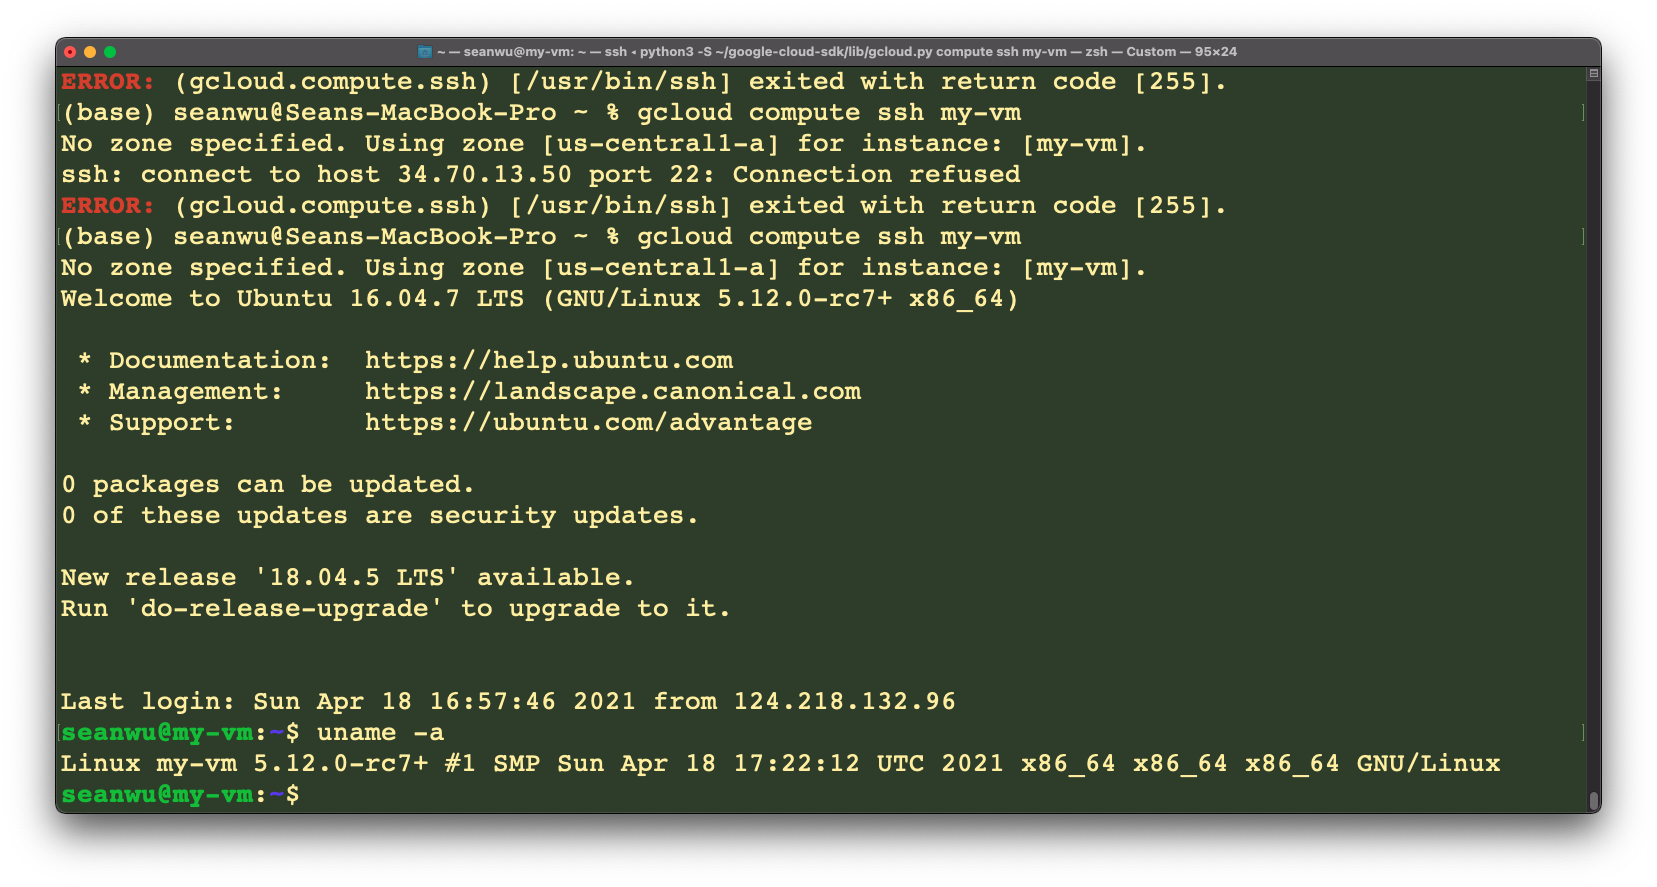 ~ — seanwu@my-vm: ~ — ssh ◂ python3 -S ~/google-cloud-sdk/lib/gcloud.py compute ssh my-vm — zsh — Custom — 95×24
ERROR: (gcloud.compute.ssh) [/usr/bin/ssh] exited with return code [255].
(base) seanwu@Seans-MacBook-Pro ~ % gcloud compute ssh my-vm
No zone specified. Using zone [us-central1-a] for instance: [my-vm].
ssh: connect to host 34.70.13.50 port 22: Connection refused
ERROR: (gcloud.compute.ssh) [/usr/bin/ssh] exited with return code [255].
(base) seanwu@Seans-MacBook-Pro ~ % gcloud compute ssh my-vm
No zone specified. Using zone [us-central1-a] for instance: [my-vm].
Welcome to Ubuntu 16.04.7 LTS (GNU/Linux 5.12.0-rc7+ x86_64)
* Documentation:  https://help.ubuntu.com
* Management:     https://landscape.canonical.com
* Support:        https://ubuntu.com/advantage
0 packages can be updated.
0 of these updates are security updates.
New release '18.04.5 LTS' available.
Run 'do-release-upgrade' to upgrade to it.
Last login: Sun Apr 18 16:57:46 2021 from 124.218.132.96
seanwu@my-vm:~$ uname -a
Linux my-vm 5.12.0-rc7+ #1 SMP Sun Apr 18 17:22:12 UTC 2021 x86_64 x86_64 x86_64 GNU/Linux
seanwu@my-vm:~$